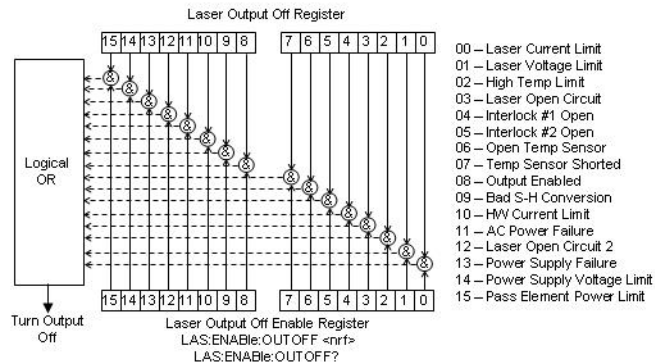 Laser Output Off Register
15 14 13 12 11 10 9 8 7 6 5 4 3 2 1 0
& & & & & & & & & & & & & & & &
Logical
OR
Turn Output
Off
15 14 13 12 11 10 9 8 7 6 5 4 3 2 1 0
Laser Output Off Enable Register
LAS:ENABle:OUTOFF <nrf>
LAS:ENABle:OUTOFF?
00 – Laser Current Limit
01 – Laser Voltage Limit
02 – High Temp Limit
03 – Laser Open Circuit
04 – Interlock #1 Open
05 – Interlock #2 Open
06 – Open Temp Sensor
07 – Temp Sensor Shorted
08 – Output Enabled
09 – Bad S-H Conversion
10 – HW Current Limit
11 – AC Power Failure
12 – Laser Open Circuit 2
13 – Power Supply Failure
14 – Power Supply Voltage Limit
15 – Pass Element Power Limit